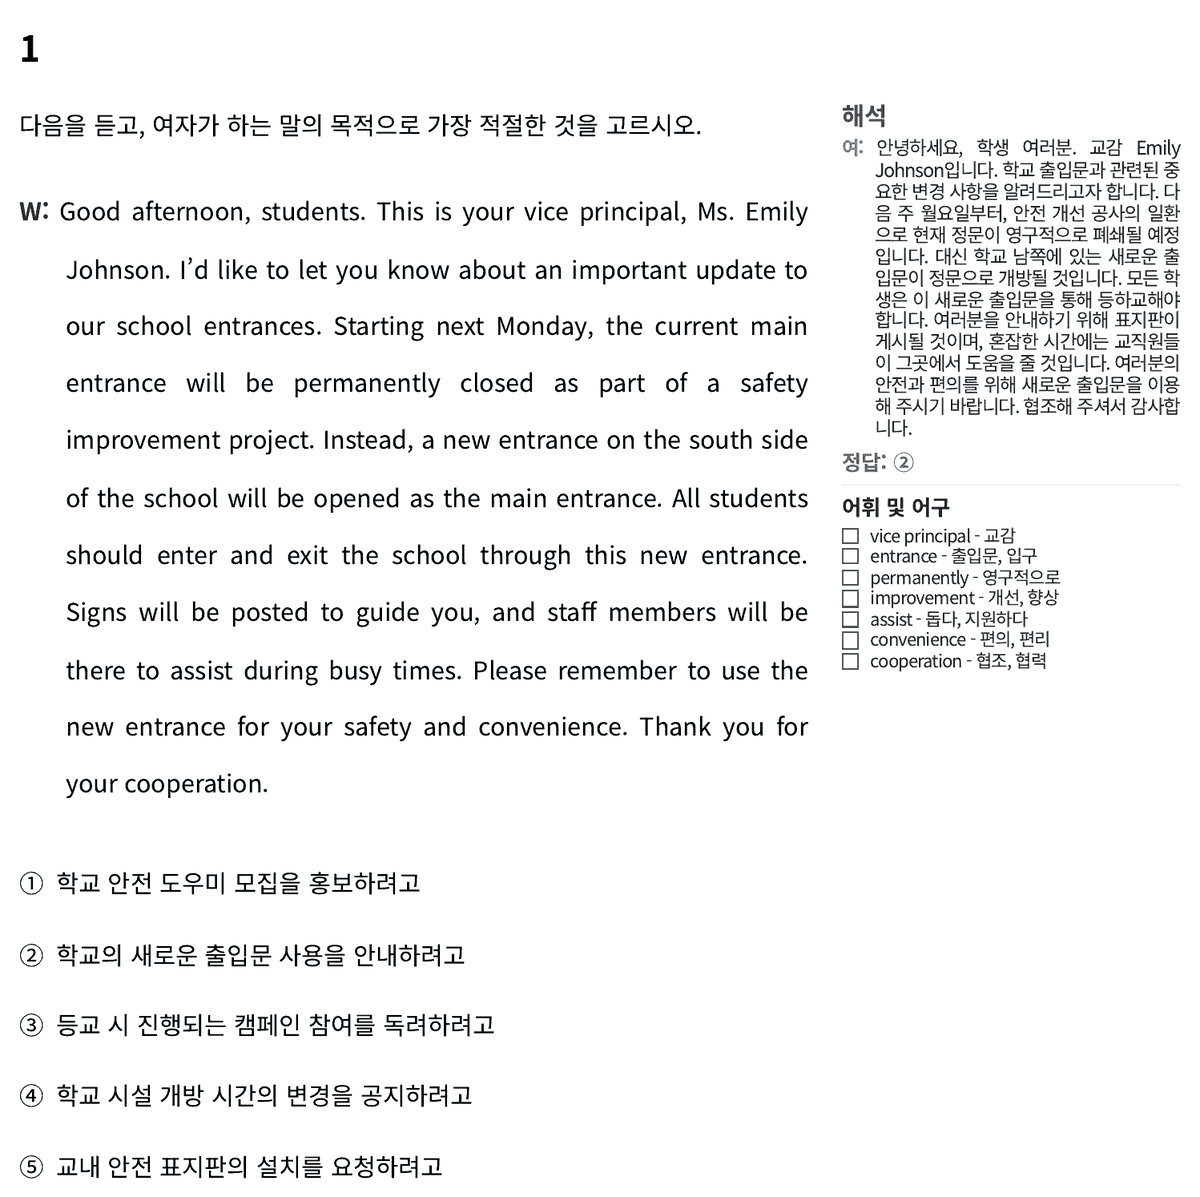 1
다음을 듣고, 여자가 하는 말의 목적으로 가장 적절한 것을 고르시오.
W: Good afternoon, students. This is your vice principal, Ms. Emily
Johnson. I’d like to let you know about an important update to
our school entrances. Starting next Monday, the current main
entrance will be permanently closed as part of a safety
improvement project. Instead, a new entrance on the south side
of the school will be opened as the main entrance. All students
should enter and exit the school through this new entrance.
Signs will be posted to guide you, and staff members will be
there to assist during busy times. Please remember to use the
new entrance for your safety and convenience. Thank you for
your cooperation.
① 학교 안전 도우미 모집을 홍보하려고
② 학교의 새로운 출입문 사용을 안내하려고
③ 등교 시 진행되는 캠페인 참여를 독려하려고
④ 학교 시설 개방 시간의 변경을 공지하려고
⑤ 교내 안전 표지판의 설치를 요청하려고
해석
여: 안녕하세요, 학생 여러분. 교감 Emily
Johnson입니다. 학교 출입문과 관련된 중
요한 변경 사항을 알려드리고자 합니다. 다
음 주 월요일부터, 안전 개선 공사의 일환
으로 현재 정문이 영구적으로 폐쇄될 예정
입니다. 대신 학교 남쪽에 있는 새로운 출
입문이 정문으로 개방될 것입니다. 모든 학
생은 이 새로운 출입문을 통해 등하교해야
합니다. 여러분을 안내하기 위해 표지판이
게시될 것이며, 혼잡한 시간에는 교직원들
이 그곳에서 도움을 줄 것입니다. 여러분의
안전과 편의를 위해 새로운 출입문을 이용
해 주시기 바랍니다. 협조해 주셔서 감사합
니다.
정답: ②
어휘 및 어구
□ vice principal - 교감
□ entrance - 출입문, 입구
□ permanently - 영구적으로
□ improvement - 개선, 향상
□ assist - 돕다, 지원하다
□ convenience - 편의, 편리
□ cooperation - 협조, 협력